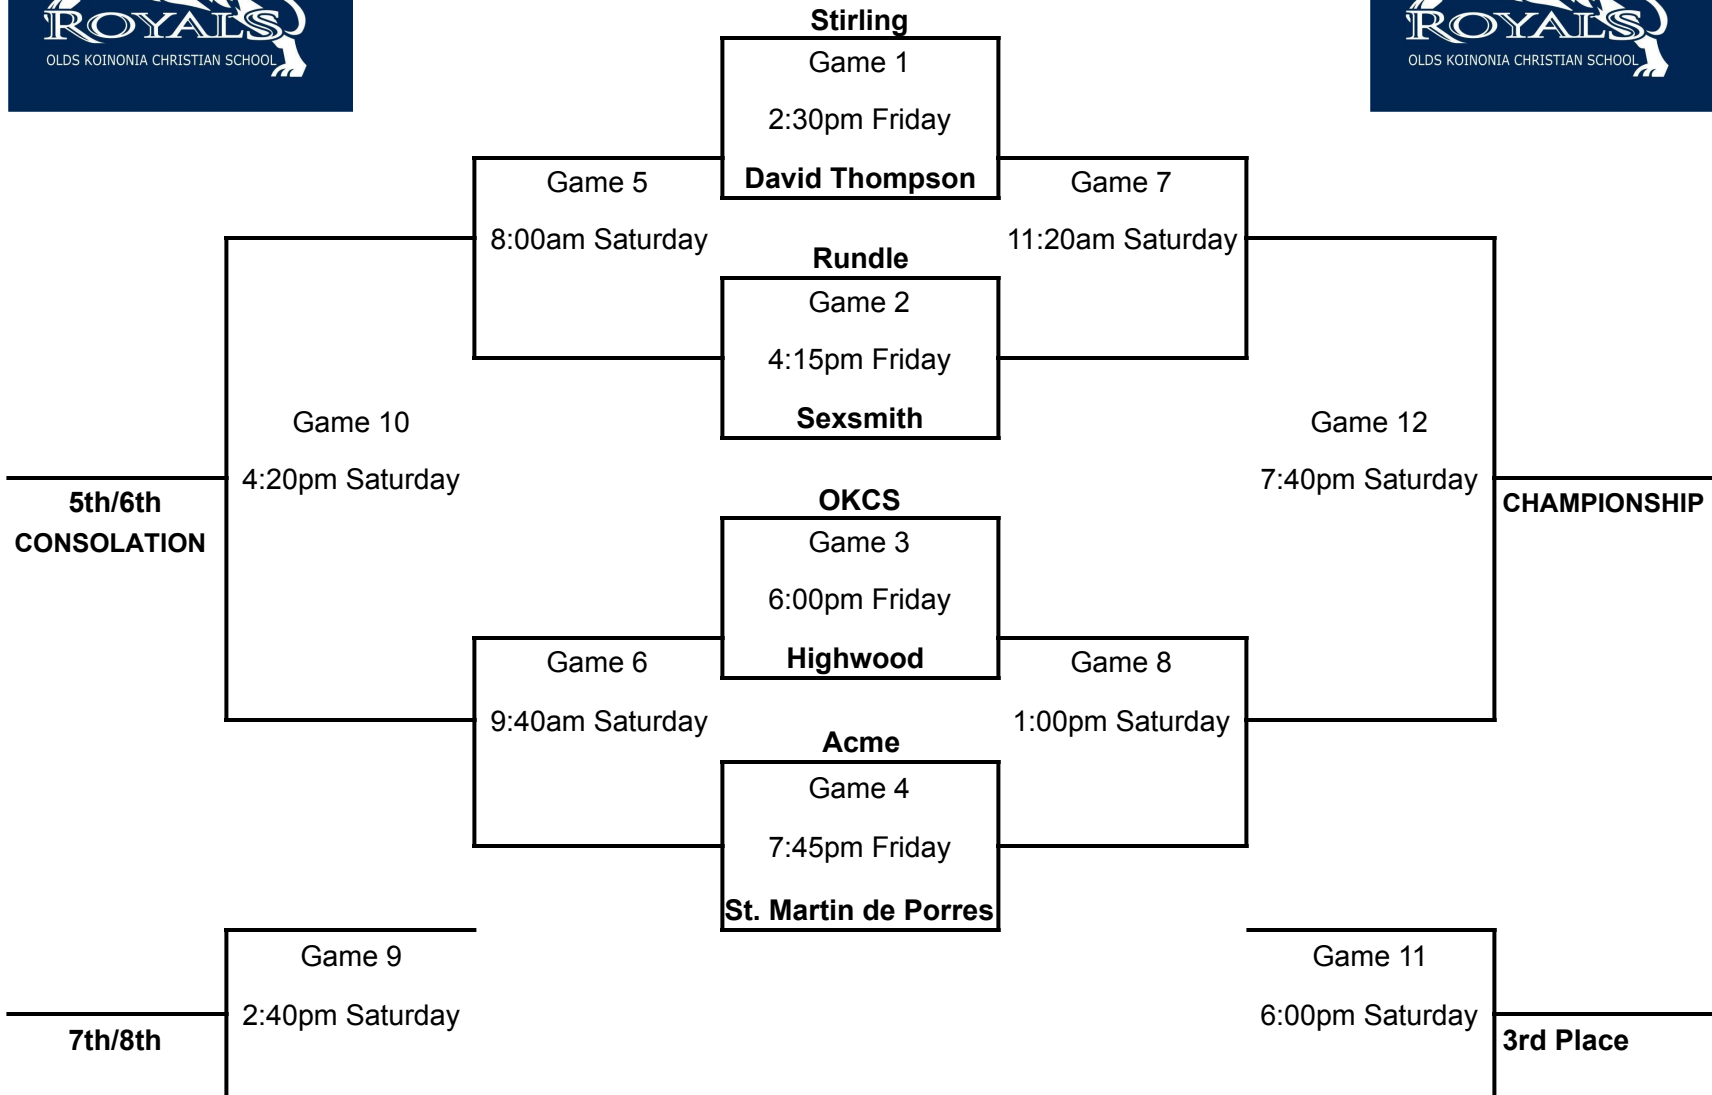 ROYALS
OLDS KOINONIA CHRISTIAN SCHOOL
ROYALS
OLDS KOINONIA CHRISTIAN SCHOOL
Stirling
Game 1
2:30pm Friday
David Thompson
Game 5
8:00am Saturday
Game 7
11:20am Saturday
Rundle
Game 2
4:15pm Friday
Sexsmith
Game 10
4:20pm Saturday
5th/6th
CONSOLATION
Game 12
7:40pm Saturday
CHAMPIONSHIP
OKCS
Game 3
6:00pm Friday
Highwood
Game 6
9:40am Saturday
Game 8
1:00pm Saturday
Acme
Game 4
7:45pm Friday
St. Martin de Porres
Game 9
2:40pm Saturday
7th/8th
Game 11
6:00pm Saturday
3rd Place